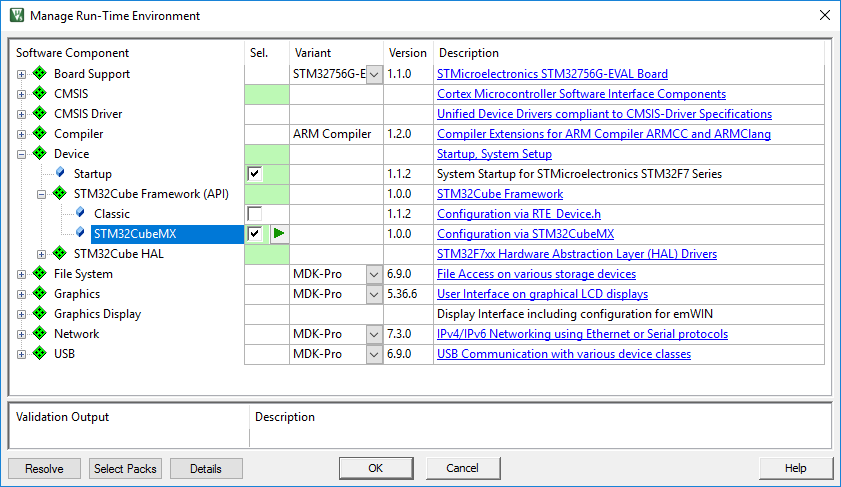 Manage Run-Time Environment
Software Component Sel. Variant Version Description
Board Support STM32756G-E 1.1.0 STMicroelectronics STM32756G-EVAL Board
CMSIS Cortex Microcontroller Software Interface Components
CMSIS Driver Unified Device Drivers compliant to CMSIS-Driver Specifications
Compiler ARM Compiler 1.2.0 Compiler Extensions for ARM Compiler ARMCC and ARMClang
Device Startup, System Setup
Startup 1.1.2 System Startup for STMicroelectronics STM32F7 Series
STM32Cube Framework (API) 1.0.0 STM32Cube Framework
Classic 1.1.2 Configuration via RTE_Device.h
STM32CubeMX 1.0.0 Configuration via STM32CubeMX
STM32Cube HAL STM32F7xx Hardware Abstraction Layer (HAL) Drivers
File System MDK-Pro 6.9.0 File Access on various storage devices
Graphics MDK-Pro 5.36.6 User Interface on graphical LCD displays
Graphics Display Display Interface including configuration for emWIN
Network MDK-Pro 7.3.0 IPv4/IPv6 Networking using Ethernet or Serial protocols
USB MDK-Pro 6.9.0 USB Communication with various device classes
Validation Output Description
Resolve Select Packs Details OK Cancel Help